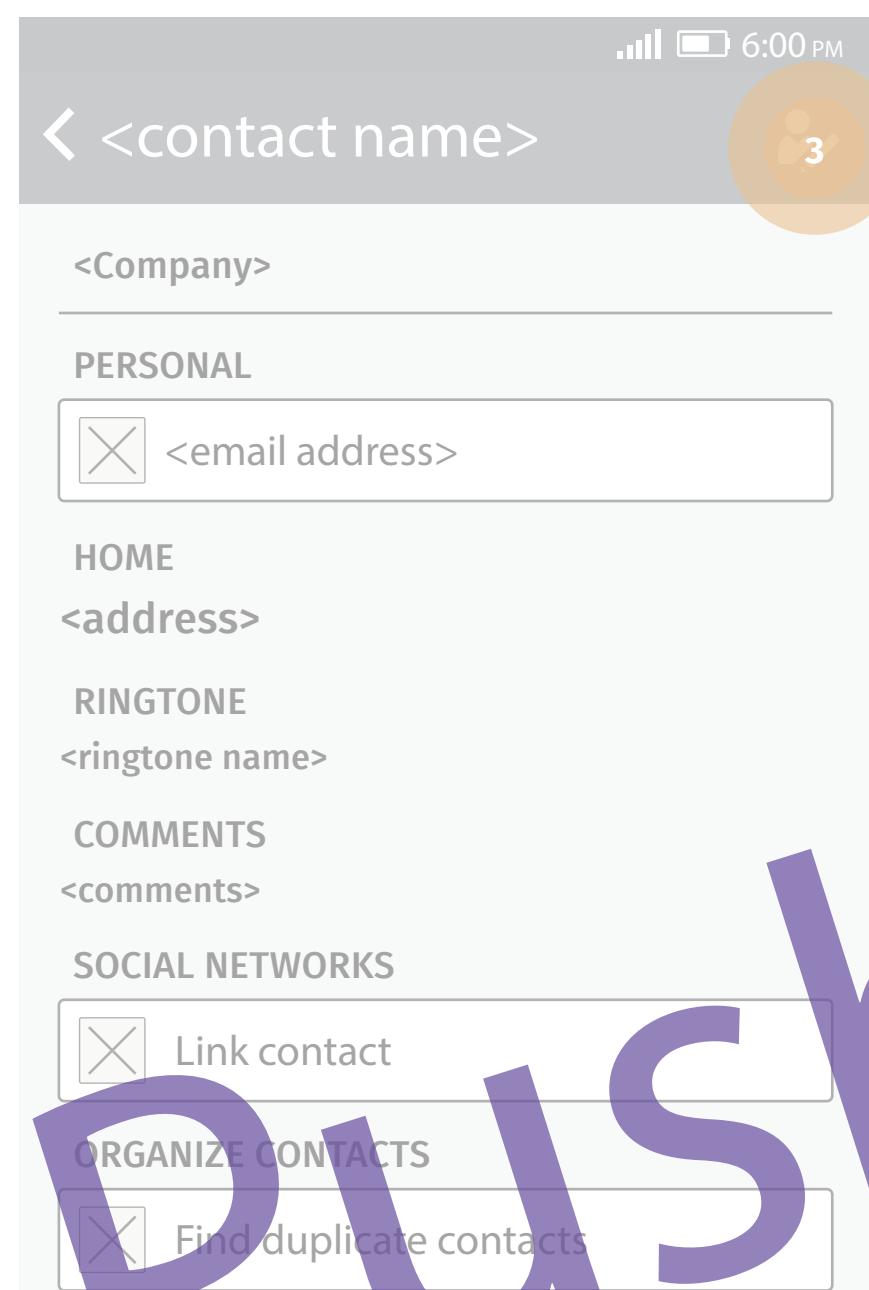 6:00 PM
<contact name>
3
<Company>
PERSONAL
<email address>
HOME
<address>
RINGTONE
<ringtone name>
COMMENTS
<comments>
SOCIAL NETWORKS
Link contact
ORGANIZE CONTACTS
Find duplicate contacts
Push